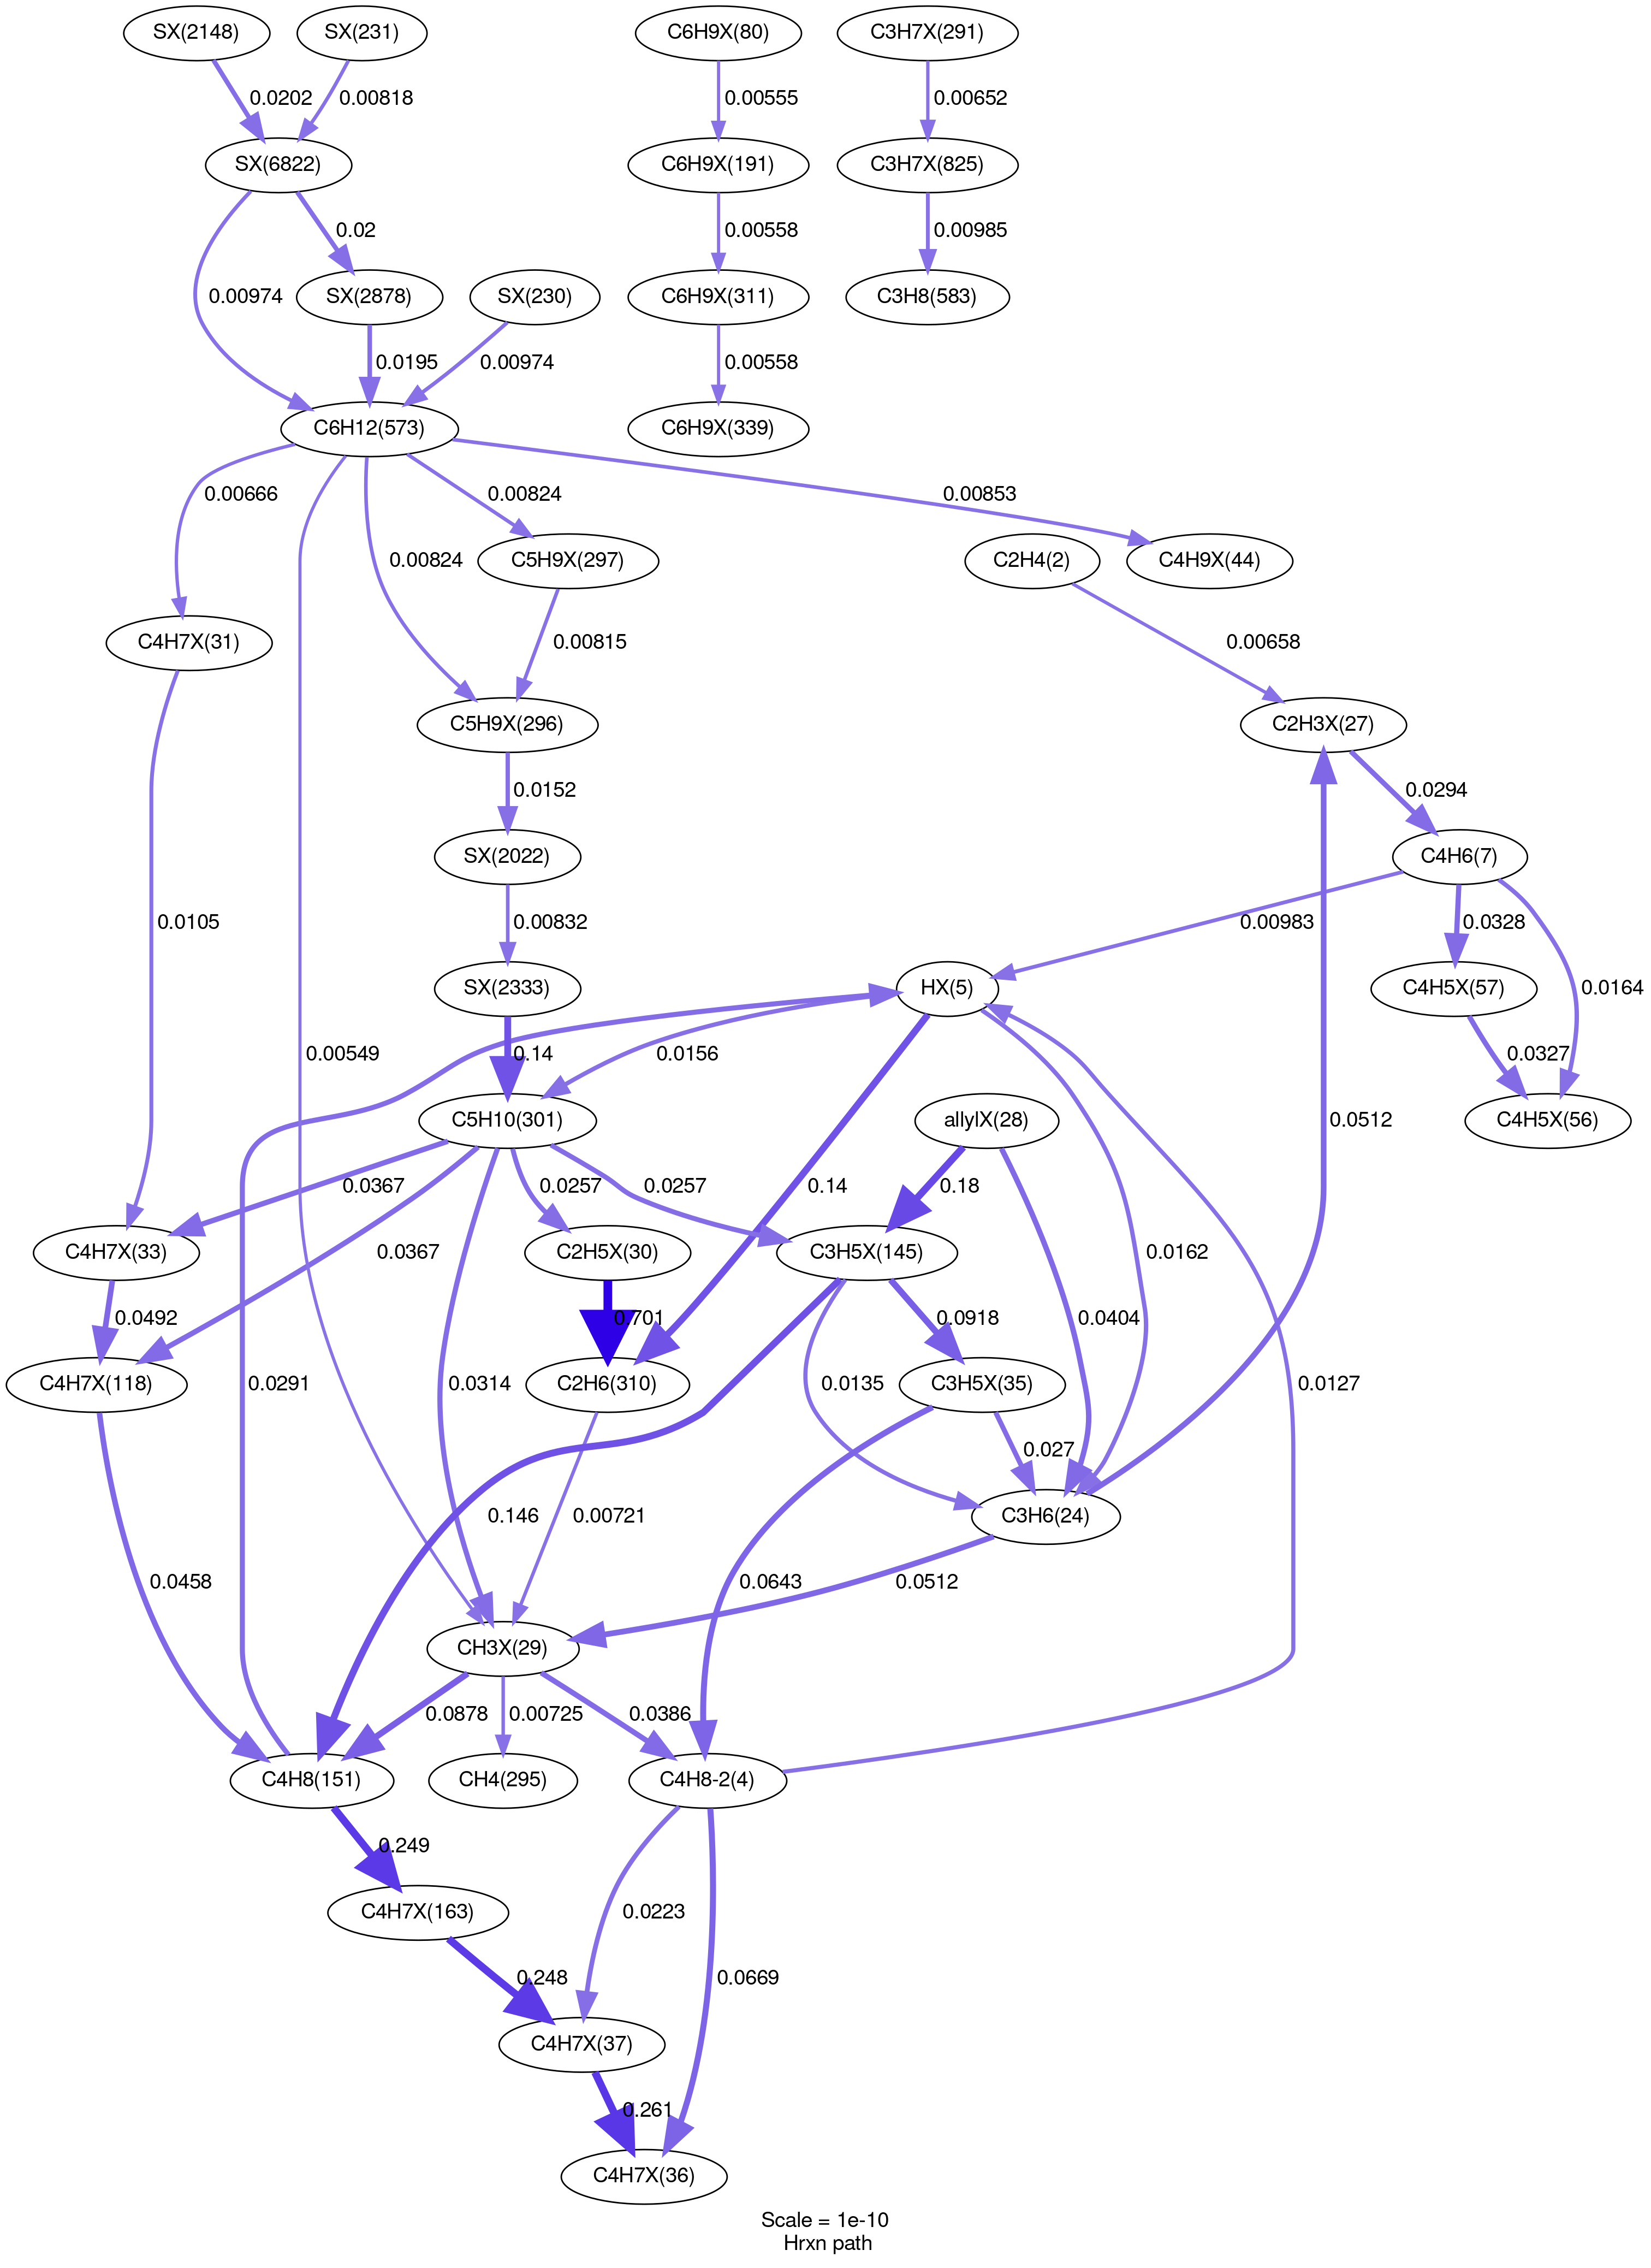 SX(2148)
SX(231)
C6H9X(80)
C3H7X(291)
0.0202
0.00818
0.00555
0.00652
SX(6822)
C6H9X(191)
C3H7X(825)
0.02
0.00558
0.00985
0.00974
SX(2878)
SX(230)
C6H9X(311)
C3H8(583)
0.0195
0.00974
0.00558
C6H12(573)
C6H9X(339)
0.00666
0.00824
0.00853
0.00824
C5H9X(297)
C2H4(2)
C4H9X(44)
C4H7X(31)
0.00815
0.00658
C5H9X(296)
C2H3X(27)
0.0152
0.0294
SX(2022)
C4H6(7)
0.0105
0.00832
0.00983
0.0328
SX(2333)
HX(5)
C4H5X(57)
0.0164
0.00549
0.14
0.0156
0.0327
C5H10(301)
allylX(28)
0.0512
C4H5X(56)
0.0367
0.0257
0.0257
0.14
0.18
C4H7X(33)
0.0367
C2H5X(30)
C3H5X(145)
0.0162
0.0492
0.0291
0.0314
0.701
0.0918
0.0404
C4H7X(118)
C2H6(310)
0.0135
C3H5X(35)
0.0127
0.027
0.146
0.00721
C3H6(24)
0.0458
0.0643
0.0512
CH3X(29)
0.0878
0.00725
0.0386
C4H8(151)
CH4(295)
C4H8-2(4)
0.249
C4H7X(163)
0.0223
0.248
0.0669
C4H7X(37)
0.261
C4H7X(36)
Scale = 1e-10
Hrxn path